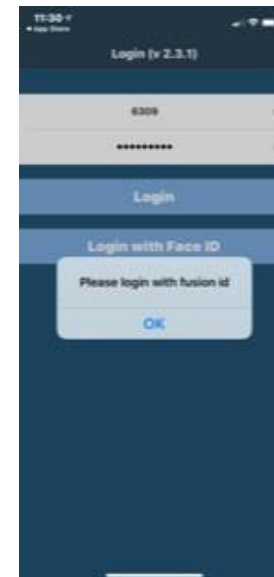 11:30
App Store
Login (v 2.3.1)
6309
•••••••••
Login
Login with Face ID
Please login with fusion id
OK